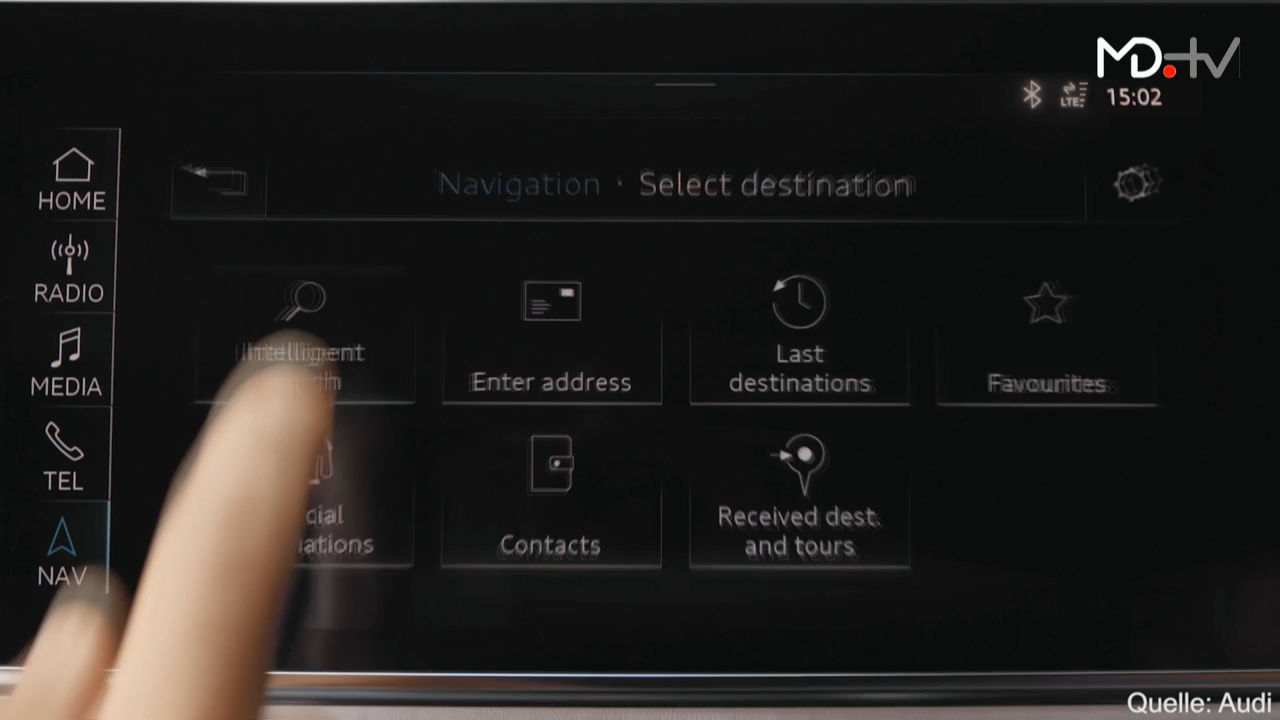 MD.tv
LTE
15:02
HOME
RADIO
MEDIA
TEL
NAV
Navigation · Select destination
Intelligent
Enter address
Last
destinations
Favourites
Contacts
Received dest.
and tours
Quelle: Audi